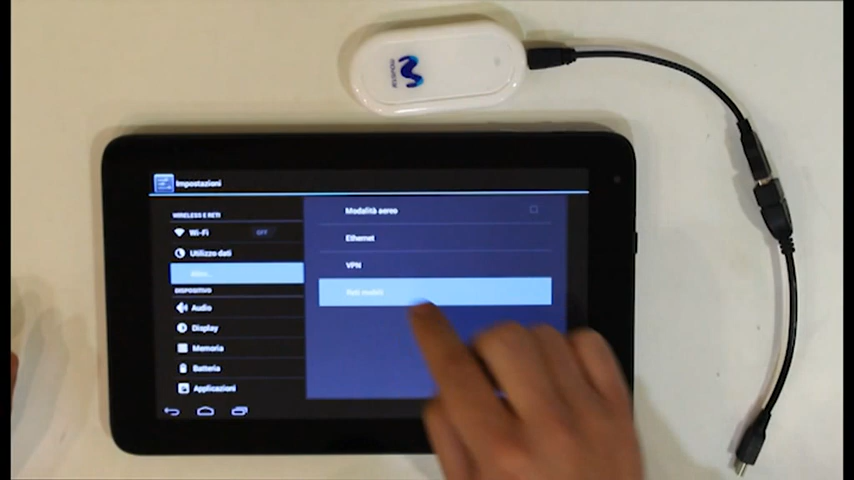 movistar
Impostazioni
WIRELESS E RETI
Wi-Fi OFF
Utilizzo dati
Altro...
DISPOSITIVO
Audio
Display
Memoria
Batteria
Applicazioni
Modalità aereo
Ethernet
VPN
Reti mobili